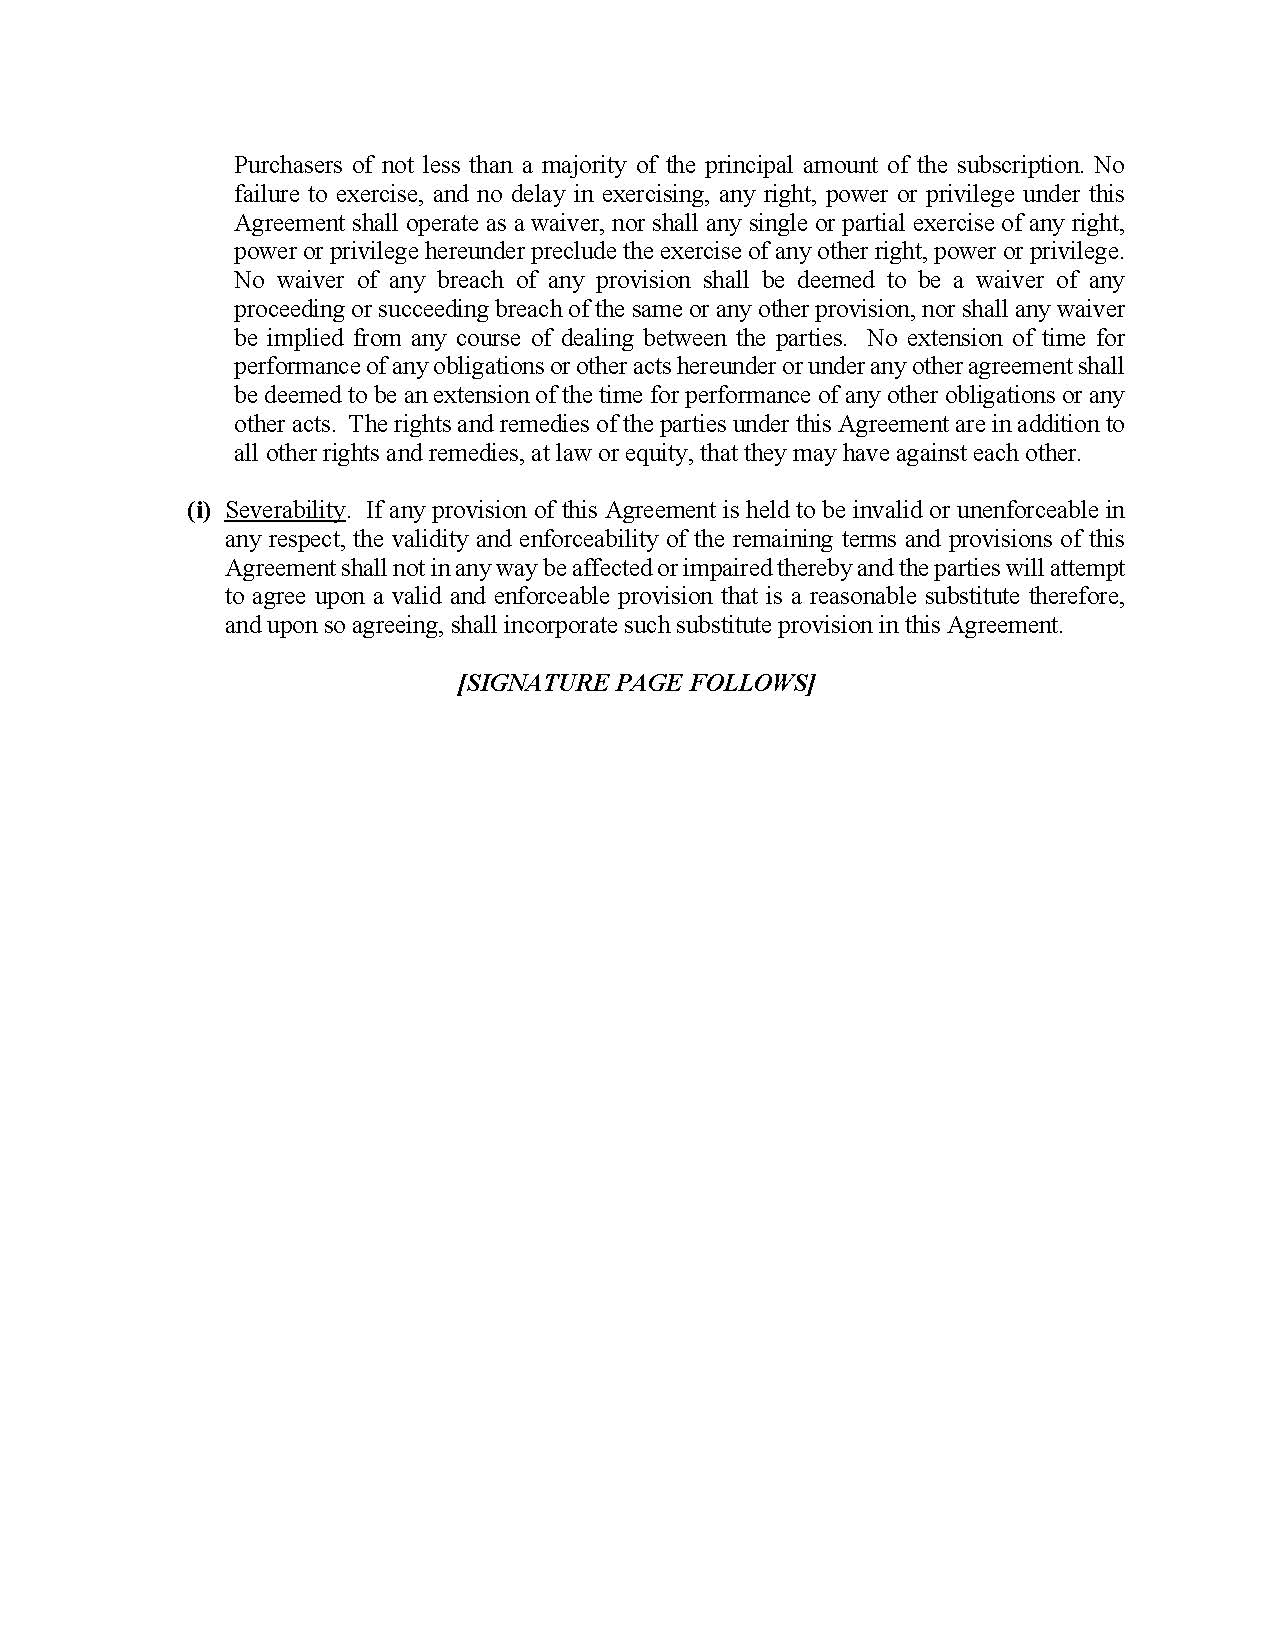 Purchasers of not less than a majority of the principal amount of the subscription. No
failure to exercise, and no delay in exercising, any right, power or privilege under this
Agreement shall operate as a waiver, nor shall any single or partial exercise of any right,
power or privilege hereunder preclude the exercise of any other right, power or privilege.
No waiver of any breach of any provision shall be deemed to be a waiver of any
proceeding or succeeding breach of the same or any other provision, nor shall any waiver
be implied from any course of dealing between the parties. No extension of time for
performance of any obligations or other acts hereunder or under any other agreement shall
be deemed to be an extension of the time for performance of any other obligations or any
other acts. The rights and remedies of the parties under this Agreement are in addition to
all other rights and remedies, at law or equity, that they may have against each other.
(i) Severability. If any provision of this Agreement is held to be invalid or unenforceable in
any respect, the validity and enforceability of the remaining terms and provisions of this
Agreement shall not in any way be affected or impaired thereby and the parties will attempt
to agree upon a valid and enforceable provision that is a reasonable substitute therefore,
and upon so agreeing, shall incorporate such substitute provision in this Agreement.
[SIGNATURE PAGE FOLLOWS]